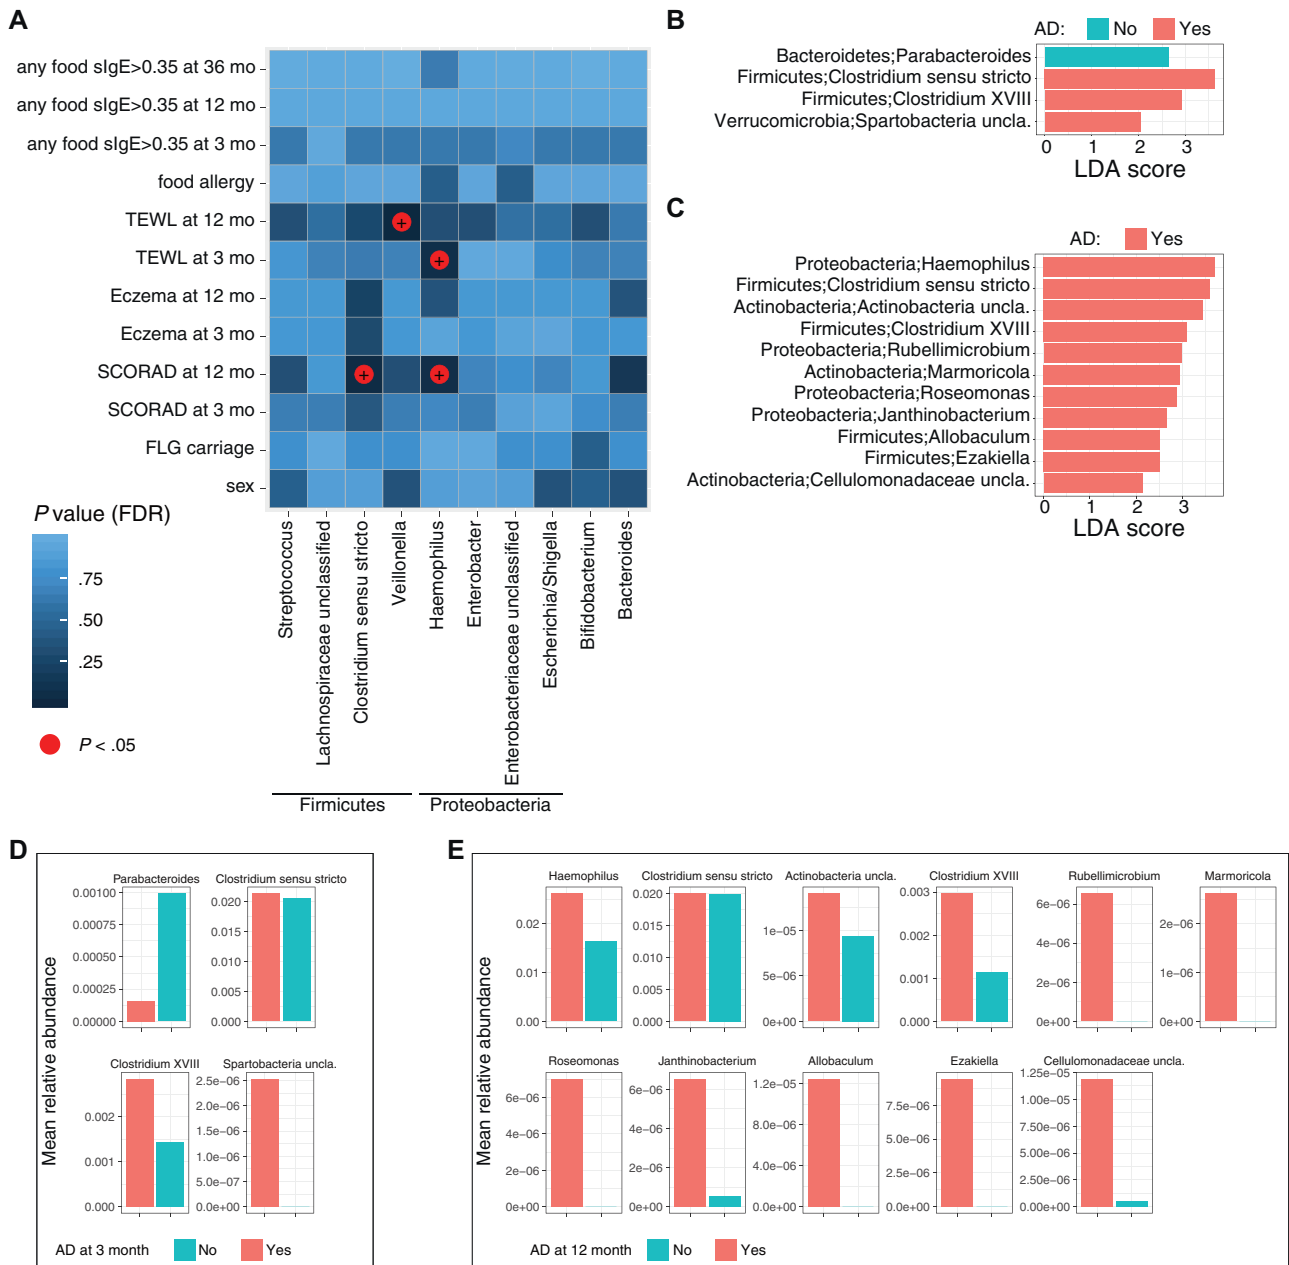 A
any food sIgE>0.35 at 36 mo
any food sIgE>0.35 at 12 mo
any food sIgE>0.35 at 3 mo
food allergy
TEWL at 12 mo
TEWL at 3 mo
Eczema at 12 mo
Eczema at 3 mo
SCORAD at 12 mo
SCORAD at 3 mo
FLG carriage
sex
P value (FDR)
.75
.50
.25
P < .05
Streptococcus
Lachnospiraceae unclassified
Clostridium sensu stricto
Veillonella
Haemophilus
Enterobacter
Enterobacteriaceae unclassified
Escherichia/Shigella
Bifidobacterium
Bacteroides
Firmicutes
Proteobacteria
B
AD: No Yes
Bacteroidetes;Parabacteroides
Firmicutes;Clostridium sensu stricto
Firmicutes;Clostridium XVIII
Verrucomicrobia;Spartobacteria uncla.
0 1 2 3
LDA score
C
AD: Yes
Proteobacteria;Haemophilus
Firmicutes;Clostridium sensu stricto
Actinobacteria;Actinobacteria uncla.
Firmicutes;Clostridium XVIII
Proteobacteria;Rubellimicrobium
Actinobacteria;Marmoricola
Proteobacteria;Roseomonas
Proteobacteria;Janthinobacterium
Firmicutes;Allobaculum
Firmicutes;Ezakiella
Actinobacteria;Cellulomonadaceae uncla.
0 1 2 3
LDA score
D
Mean relative abundance
Parabacteroides
0.00100
0.00075
0.00050
0.00025
0.00000
Clostridium sensu stricto
0.020
0.015
0.010
0.005
0.000
Clostridium XVIII
0.002
0.001
0.000
Spartobacteria uncla.
2.5e−06
2.0e−06
1.5e−06
1.0e−06
5.0e−07
0.0e+00
AD at 3 month No Yes
E
Mean relative abundance
Haemophilus
0.02
0.01
0.00
Clostridium sensu stricto
0.020
0.015
0.010
0.005
0.000
Actinobacteria uncla.
1e−05
5e−06
0e+00
Clostridium XVIII
0.003
0.002
0.001
0.000
Rubellimicrobium
6e−06
4e−06
2e−06
0e+00
Marmoricola
2e−06
1e−06
0e+00
Roseomonas
6e−06
4e−06
2e−06
0e+00
Janthinobacterium
6e−06
4e−06
2e−06
0e+00
Allobaculum
1.2e−05
8.0e−06
4.0e−06
0.0e+00
Ezakiella
7.5e−06
5.0e−06
2.5e−06
0.0e+00
Cellulomonadaceae uncla.
1.25e−05
1.00e−05
7.50e−06
5.00e−06
2.50e−06
0.00e+00
AD at 12 month No Yes